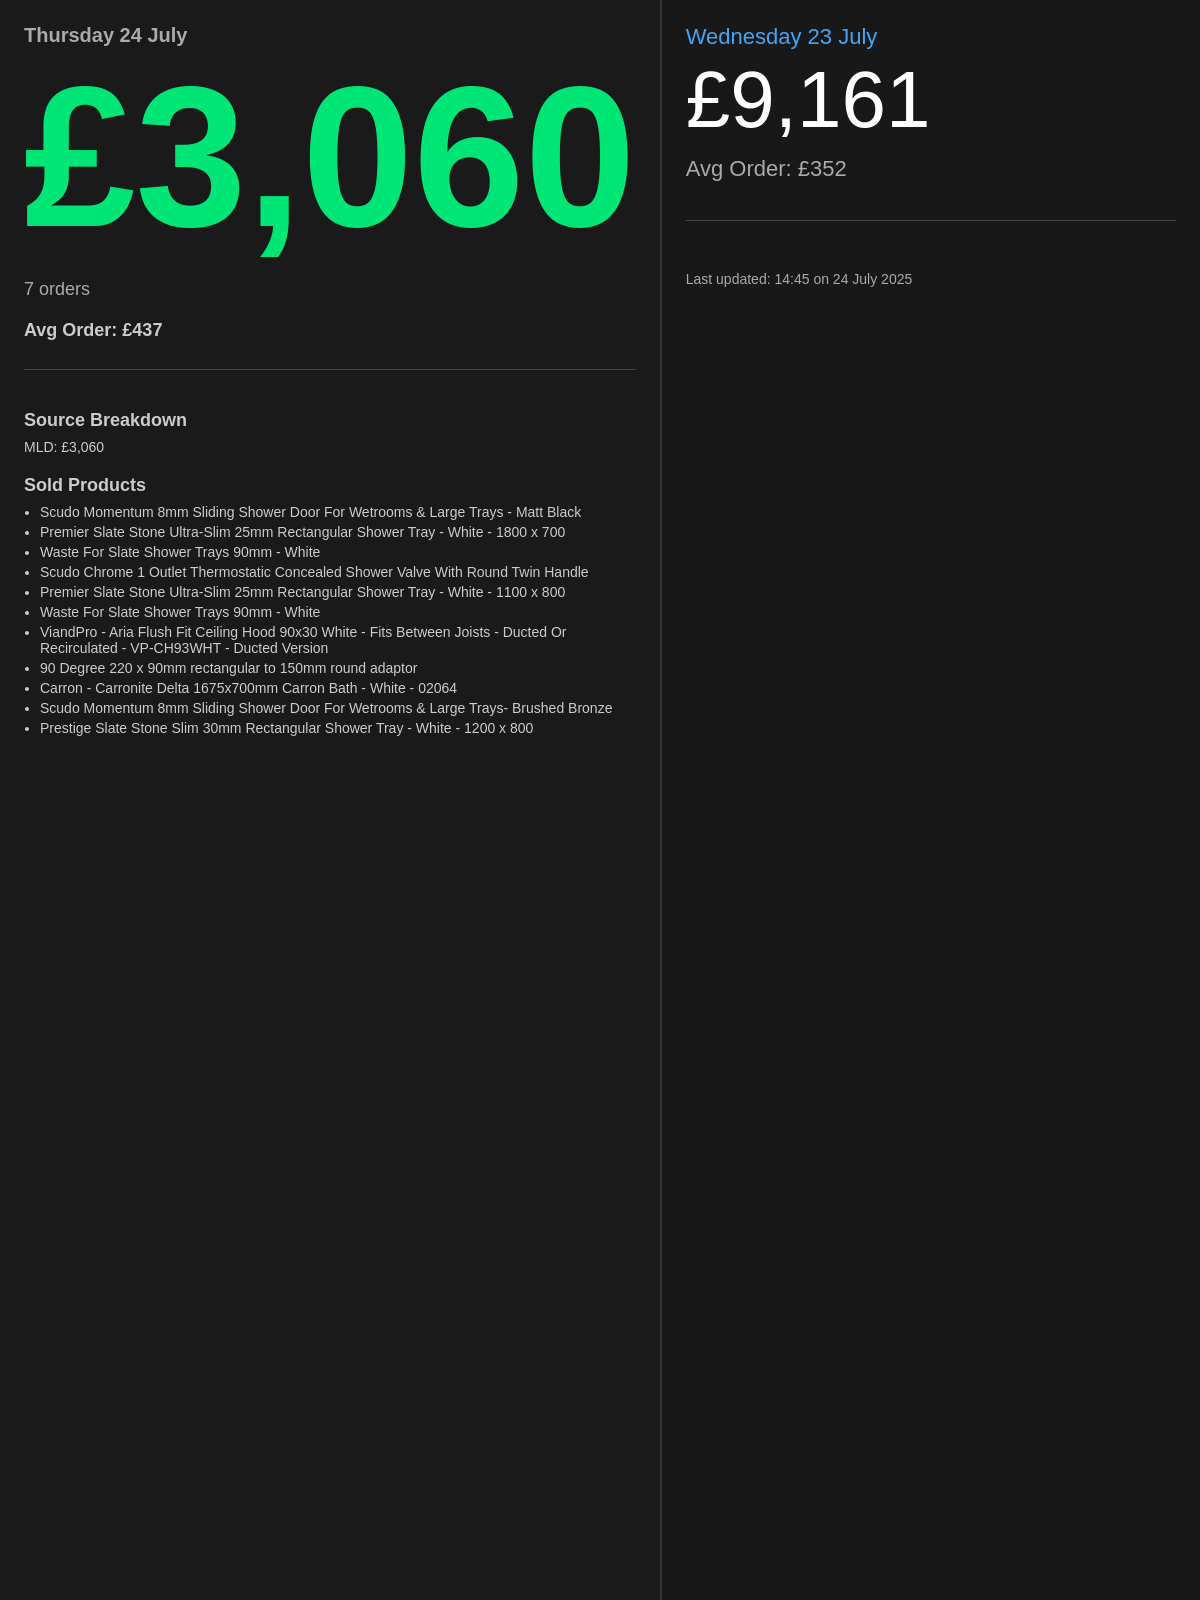 Thursday 24 July
£3,060
7 orders
Avg Order: £437
Source Breakdown
MLD: £3,060
Sold Products
• Scudo Momentum 8mm Sliding Shower Door For Wetrooms & Large Trays - Matt Black
• Premier Slate Stone Ultra-Slim 25mm Rectangular Shower Tray - White - 1800 x 700
• Waste For Slate Shower Trays 90mm - White
• Scudo Chrome 1 Outlet Thermostatic Concealed Shower Valve With Round Twin Handle
• Premier Slate Stone Ultra-Slim 25mm Rectangular Shower Tray - White - 1100 x 800
• Waste For Slate Shower Trays 90mm - White
• ViandPro - Aria Flush Fit Ceiling Hood 90x30 White - Fits Between Joists - Ducted Or
Recirculated - VP-CH93WHT - Ducted Version
• 90 Degree 220 x 90mm rectangular to 150mm round adaptor
• Carron - Carronite Delta 1675x700mm Carron Bath - White - 02064
• Scudo Momentum 8mm Sliding Shower Door For Wetrooms & Large Trays- Brushed Bronze
• Prestige Slate Stone Slim 30mm Rectangular Shower Tray - White - 1200 x 800
Wednesday 23 July
£9,161
Avg Order: £352
Last updated: 14:45 on 24 July 2025